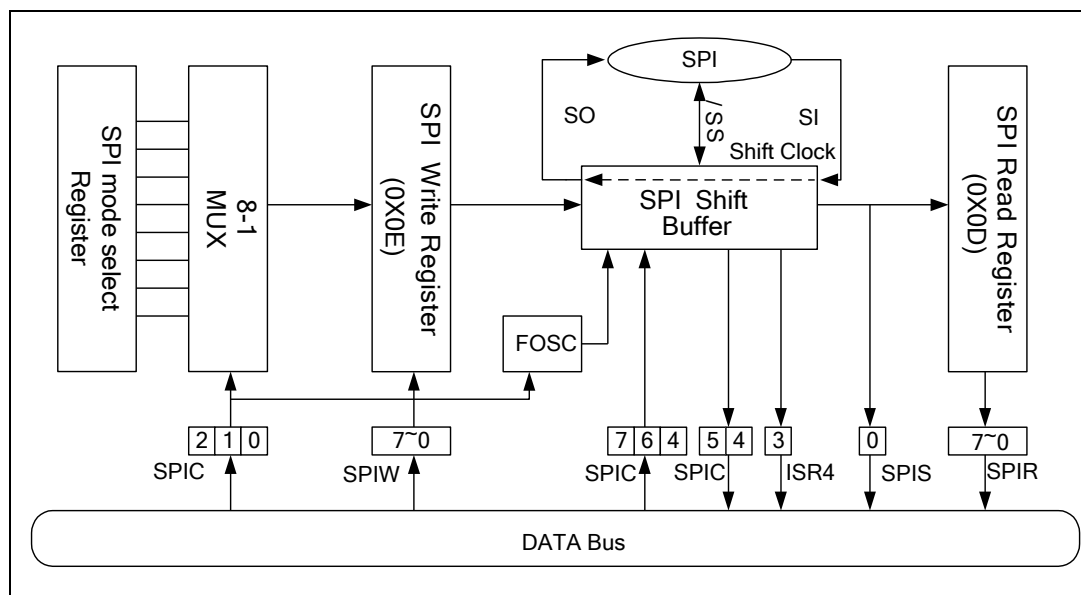 SPI mode select
Register
8-1
MUX
SPI Write Register
(0X0E)
SPI
SO
/SS
SI
Shift Clock
SPI Shift
Buffer
SPI Read Register
(0X0D)
FOSC
2 1 0
SPIC
7~0
SPIW
7 6 4
SPIC
5 4
SPIC
3
ISR4
0
SPIS
7~0
SPIR
DATA Bus